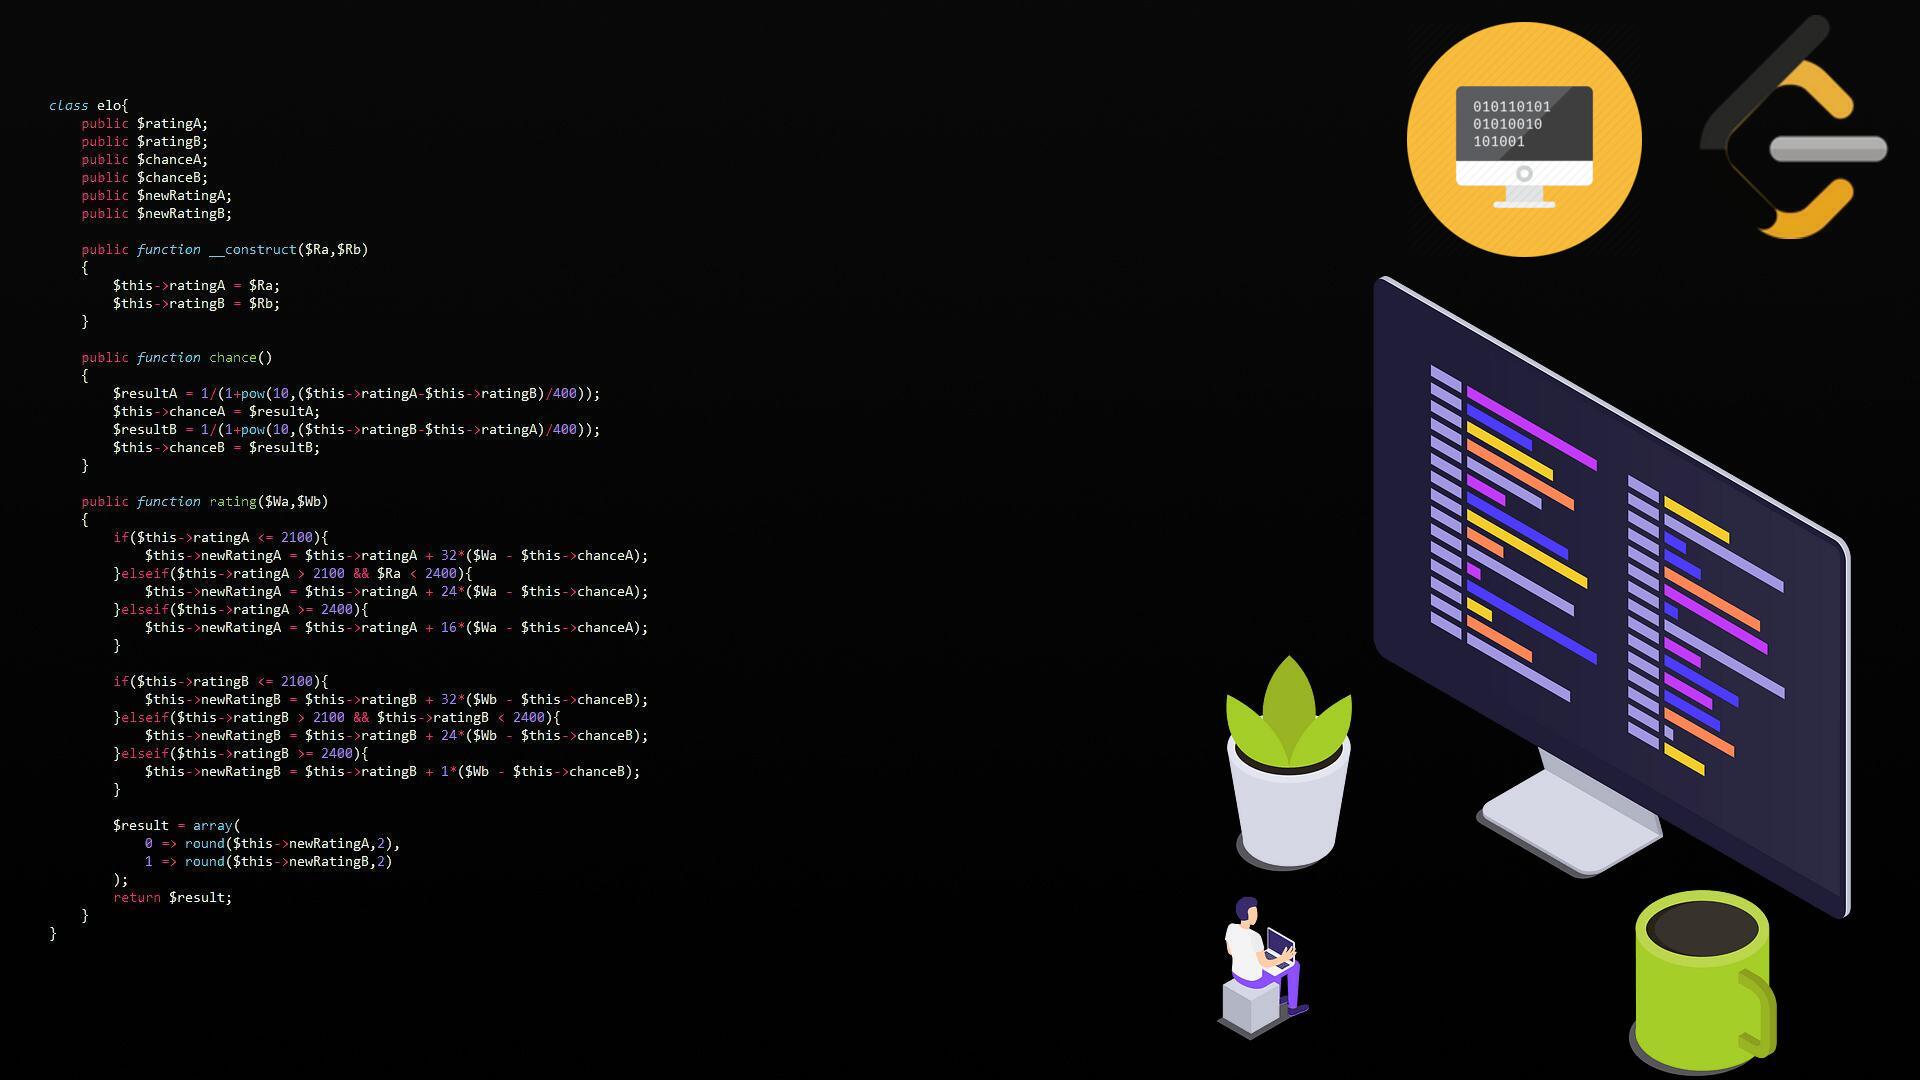 class elo{
    public $ratingA;
    public $ratingB;
    public $chanceA;
    public $chanceB;
    public $newRatingA;
    public $newRatingB;

    public function __construct($Ra,$Rb)
    {
        $this->ratingA = $Ra;
        $this->ratingB = $Rb;
    }

    public function chance()
    {
        $resultA = 1/(1+pow(10,($this->ratingA-$this->ratingB)/400));
        $this->chanceA = $resultA;
        $resultB = 1/(1+pow(10,($this->ratingB-$this->ratingA)/400));
        $this->chanceB = $resultB;
    }

    public function rating($Wa,$Wb)
    {
        if($this->ratingA <= 2100){
            $this->newRatingA = $this->ratingA + 32*($Wa - $this->chanceA);
        }elseif($this->ratingA > 2100 && $Ra < 2400){
            $this->newRatingA = $this->ratingA + 24*($Wa - $this->chanceA);
        }elseif($this->ratingA >= 2400){
            $this->newRatingA = $this->ratingA + 16*($Wa - $this->chanceA);
        }

        if($this->ratingB <= 2100){
            $this->newRatingB = $this->ratingB + 32*($Wb - $this->chanceB);
        }elseif($this->ratingB > 2100 && $this->ratingB < 2400){
            $this->newRatingB = $this->ratingB + 24*($Wb - $this->chanceB);
        }elseif($this->ratingB >= 2400){
            $this->newRatingB = $this->ratingB + 1*($Wb - $this->chanceB);
        }

        $result = array(
            0 => round($this->newRatingA,2),
            1 => round($this->newRatingB,2)
        );
        return $result;
    }
}
010110101
01010010
101001